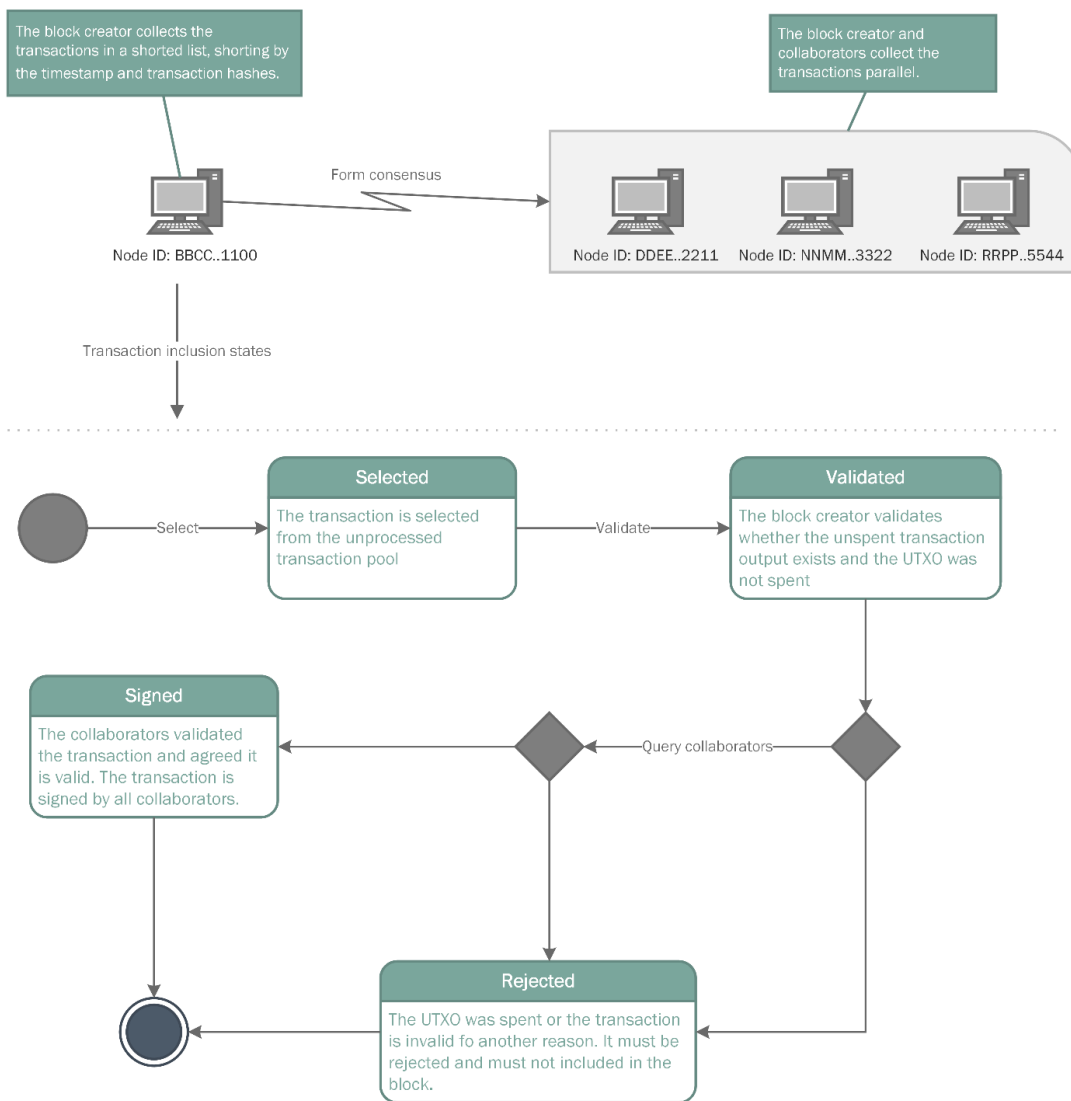 The block creator collects the
transactions in a shorted list, shorting by
the timestamp and transaction hashes.
The block creator and
collaborators collect the
transactions parallel.
Form consensus
Node ID: BBCC..1100
Node ID: DDEE..2211
Node ID: NNMM..3322
Node ID: RRPP..5544
Transaction inclusion states
Select
Selected
The transaction is selected
from the unprocessed
transaction pool
Validate
Validated
The block creator validates
whether the unspent transaction
output exists and the UTXO was
not spent
Signed
The collaborators validated
the transaction and agreed it
is valid. The transaction is
signed by all collaborators.
Query collaborators
Rejected
The UTXO was spent or the transaction
is invalid fo another reason. It must be
rejected and must not included in the
block.